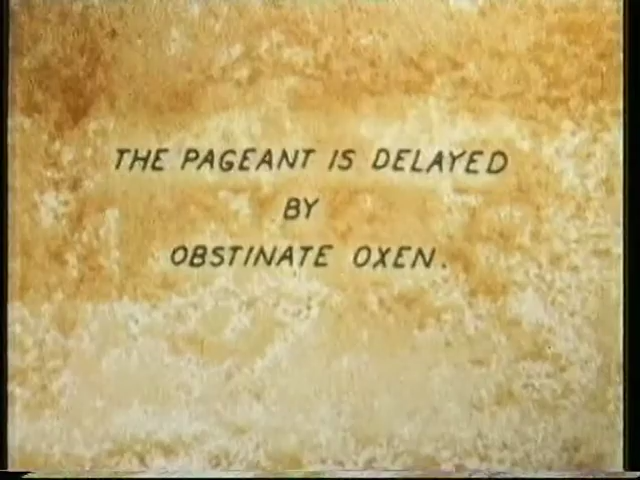 THE PAGEANT IS DELAYED
BY
OBSTINATE OXEN.